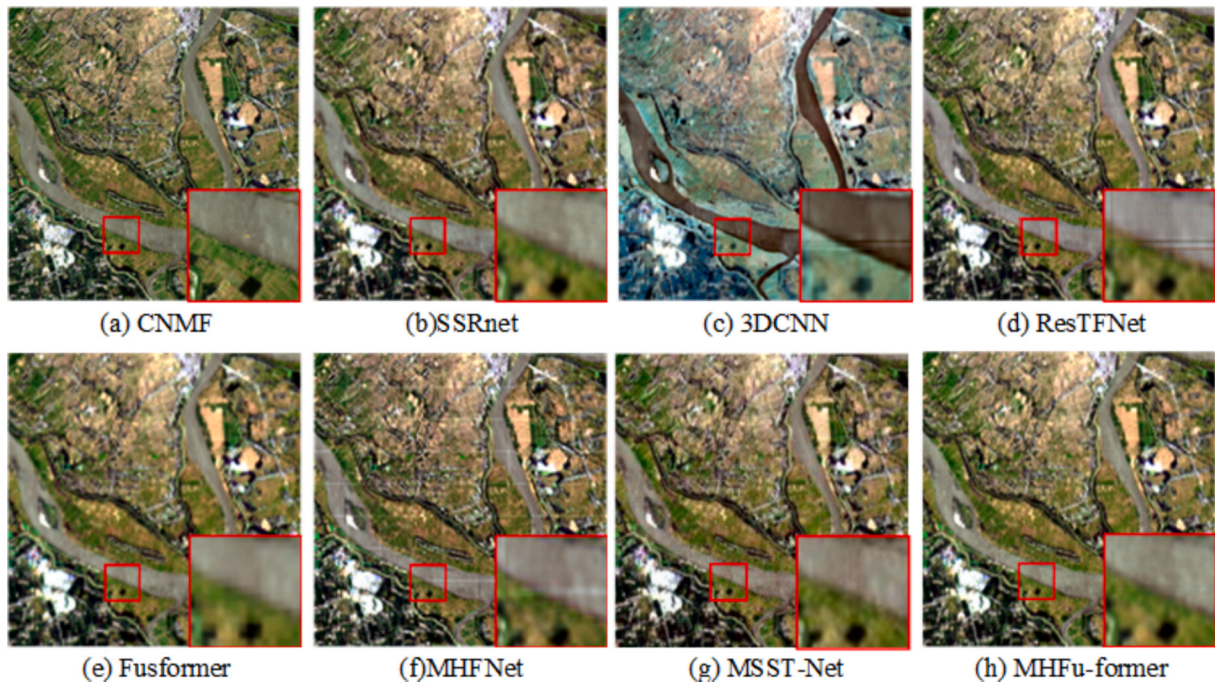 (a) CNMF
(b)SSRnet
(c) 3DCNN
(d) ResTFNet
(e) Fusformer
(f)MHFNet
(g) MSST-Net
(h) MHFu-former